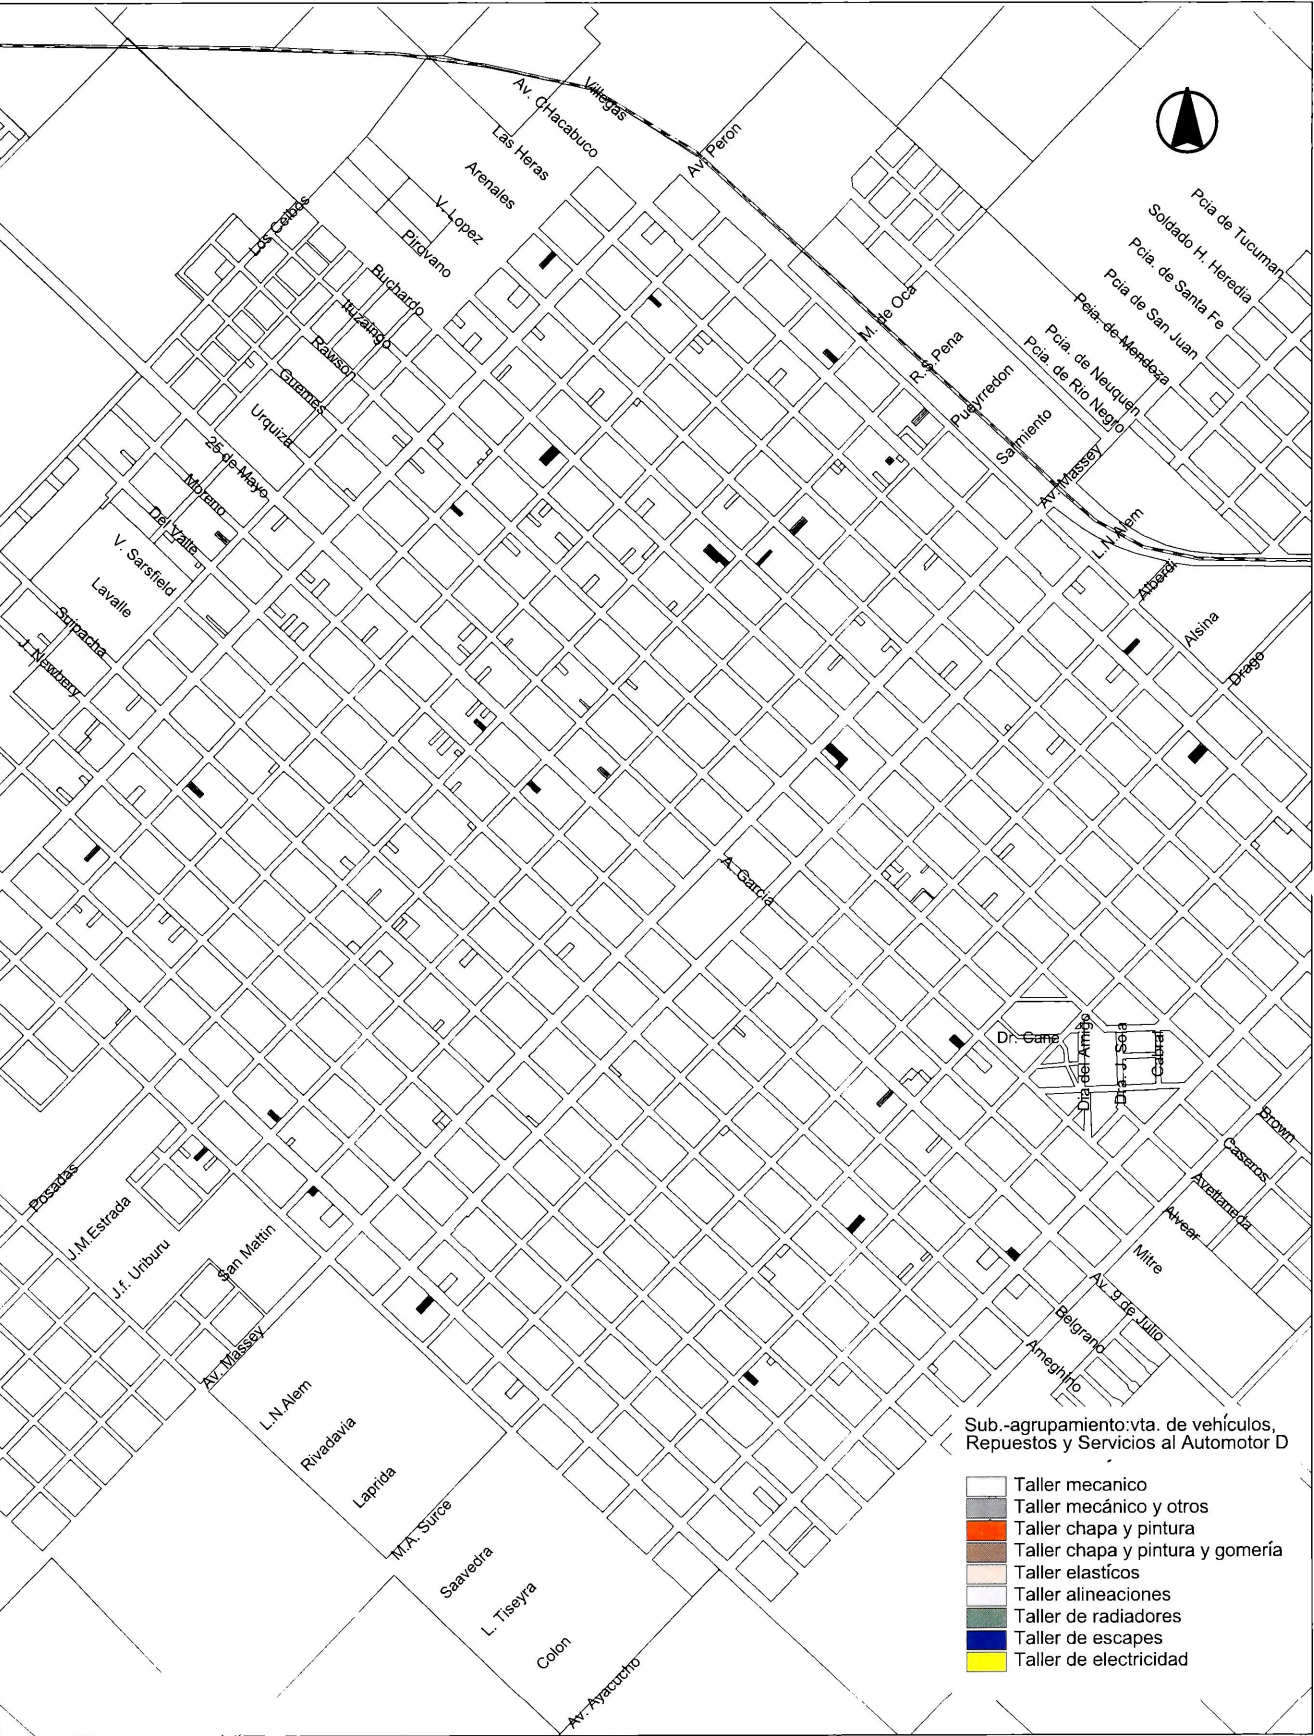 Villegas
Av. CHacabuco
Las Heras
Arenales
V. Lopez
Pirovano
Buchardo
Ituzaingo
Rawson
Guemes
Urquiza
25 de Mayo
Moreno
Del Valle
V. Sarsfield
Lavalle
Suipacha
J. Newbery
Los Ceibos
Av. Peron
M. de Oca
R.S.Pena
Pueyrredon
Sarmiento
Av. Massey
L.N.Alem
Alberdi
Alsina
Drago
Pcia de Tucuman
Soldado H. Heredia
Pcia. de Santa Fe
Pcia de San Juan
Pcia. de Mendoza
Pcia. de Neuquen
Pcia. de Rio Negro
A. Garcia
Dr. Cane
Dia del Amigo
Dra. J. Sola
Cabral
Brown
Caseros
Avellaneda
Alvear
Mitre
Av. 9 de Julio
Belgrano
Ameghino
Posadas
J.M.Estrada
J.f. Uriburu
San Mattin
Av. Massey
L.N.Alem
Rivadavia
Laprida
M.A. Surce
Saavedra
L. Tiseyra
Colon
Av. Ayacucho
Sub.-agrupamiento:vta. de vehículos,
Repuestos y Servicios al Automotor D
Taller mecanico
Taller mecánico y otros
Taller chapa y pintura
Taller chapa y pintura y gomería
Taller elastícos
Taller alineaciones
Taller de radiadores
Taller de escapes
Taller de electricidad